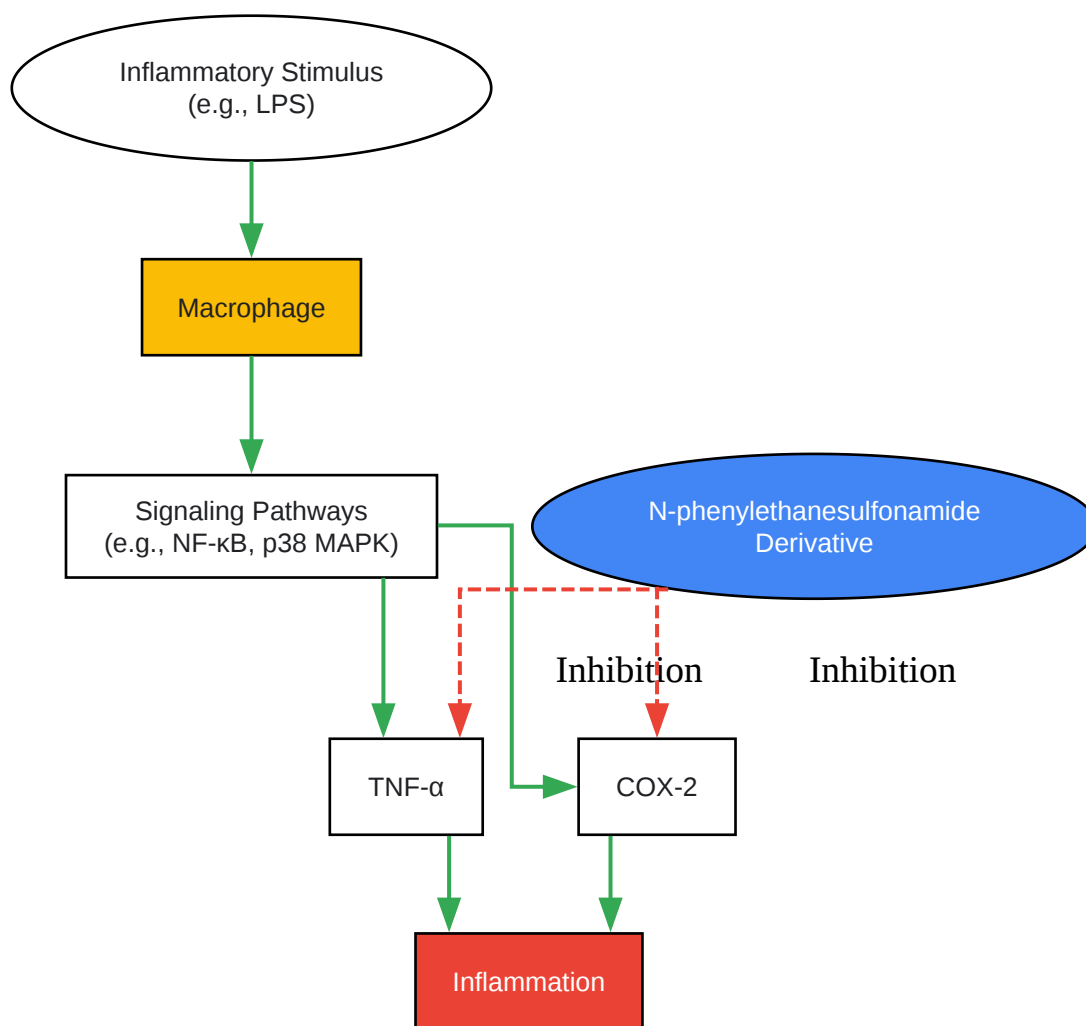 Inflammatory Stimulus
(e.g., LPS)
Macrophage
Signaling Pathways
(e.g., NF-κB, p38 MAPK)
N-phenylethanesulfonamide
Derivative
Inhibition
Inhibition
TNF-α
COX-2
Inflammation